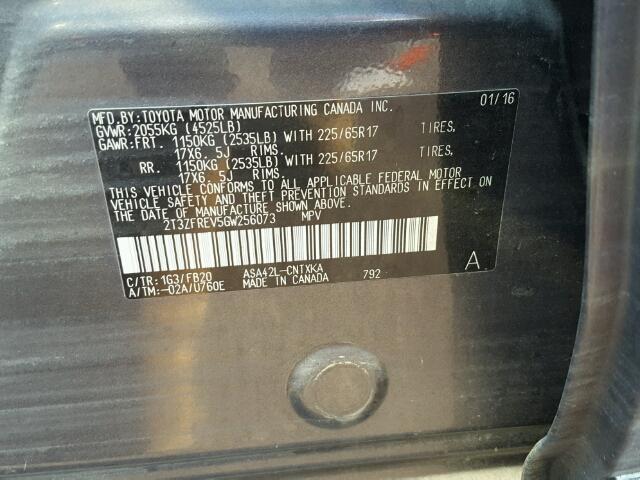 MFD.BY:TOYOTA MOTOR MANUFACTURING CANADA INC. 01/16
GVWR:2055KG (4525LB)
GAWR:FRT. 1150KG (2535LB) WITH 225/65R17 TIRES,
17X6. 5J RIMS.
RR. 1150KG (2535LB) WITH 225/65R17 TIRES,
17X6. 5J RIMS.
THIS VEHICLE CONFORMS TO ALL APPLICABLE FEDERAL MOTOR
VEHICLE SAFETY AND THEFT PREVENTION STANDARDS IN EFFECT ON
THE DATE OF MANUFACTURE SHOWN ABOVE.
2T3ZFREV5GW256073 MPV
C/TR:1G3/FB20 ASA42L-CNTXKA 792 A
A/TM:-02A/U760E MADE IN CANADA